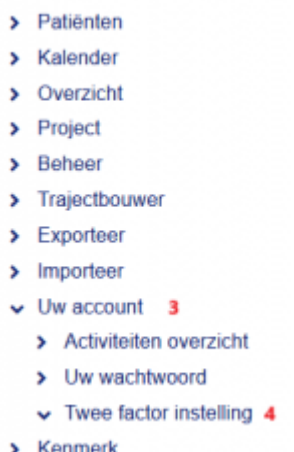 Patiënten
Kalender
Overzicht
Project
Beheer
Trajectbouwer
Exporteer
Importeer
Uw account 3
Activiteiten overzicht
Uw wachtwoord
Twee factor instelling 4
Kenmerk